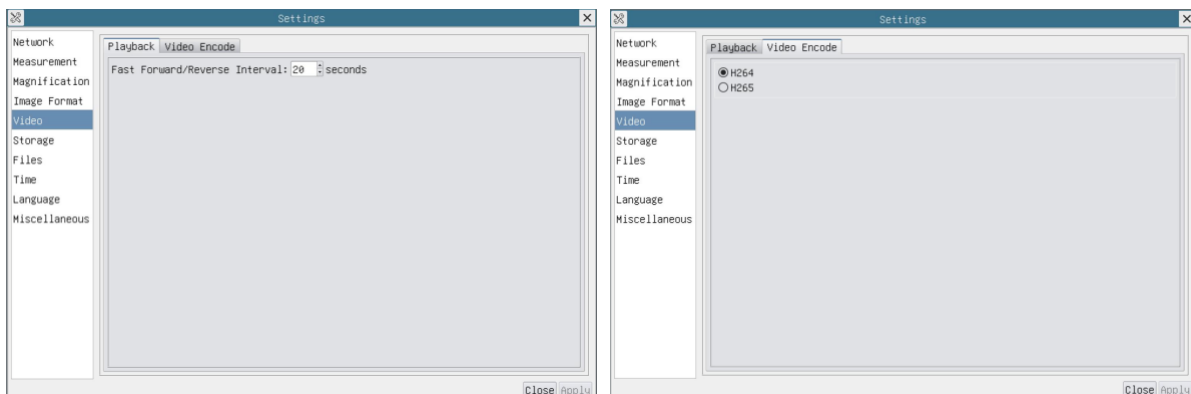 Settings
Network
Measurement
Magnification
Image Format
Video
Storage
Files
Time
Language
Miscellaneous
Playback Video Encode
Fast Forward/Reverse Interval: 20 seconds
Close Apply
Settings
Network
Measurement
Magnification
Image Format
Video
Storage
Files
Time
Language
Miscellaneous
Playback Video Encode
H264
H265
Close Apply